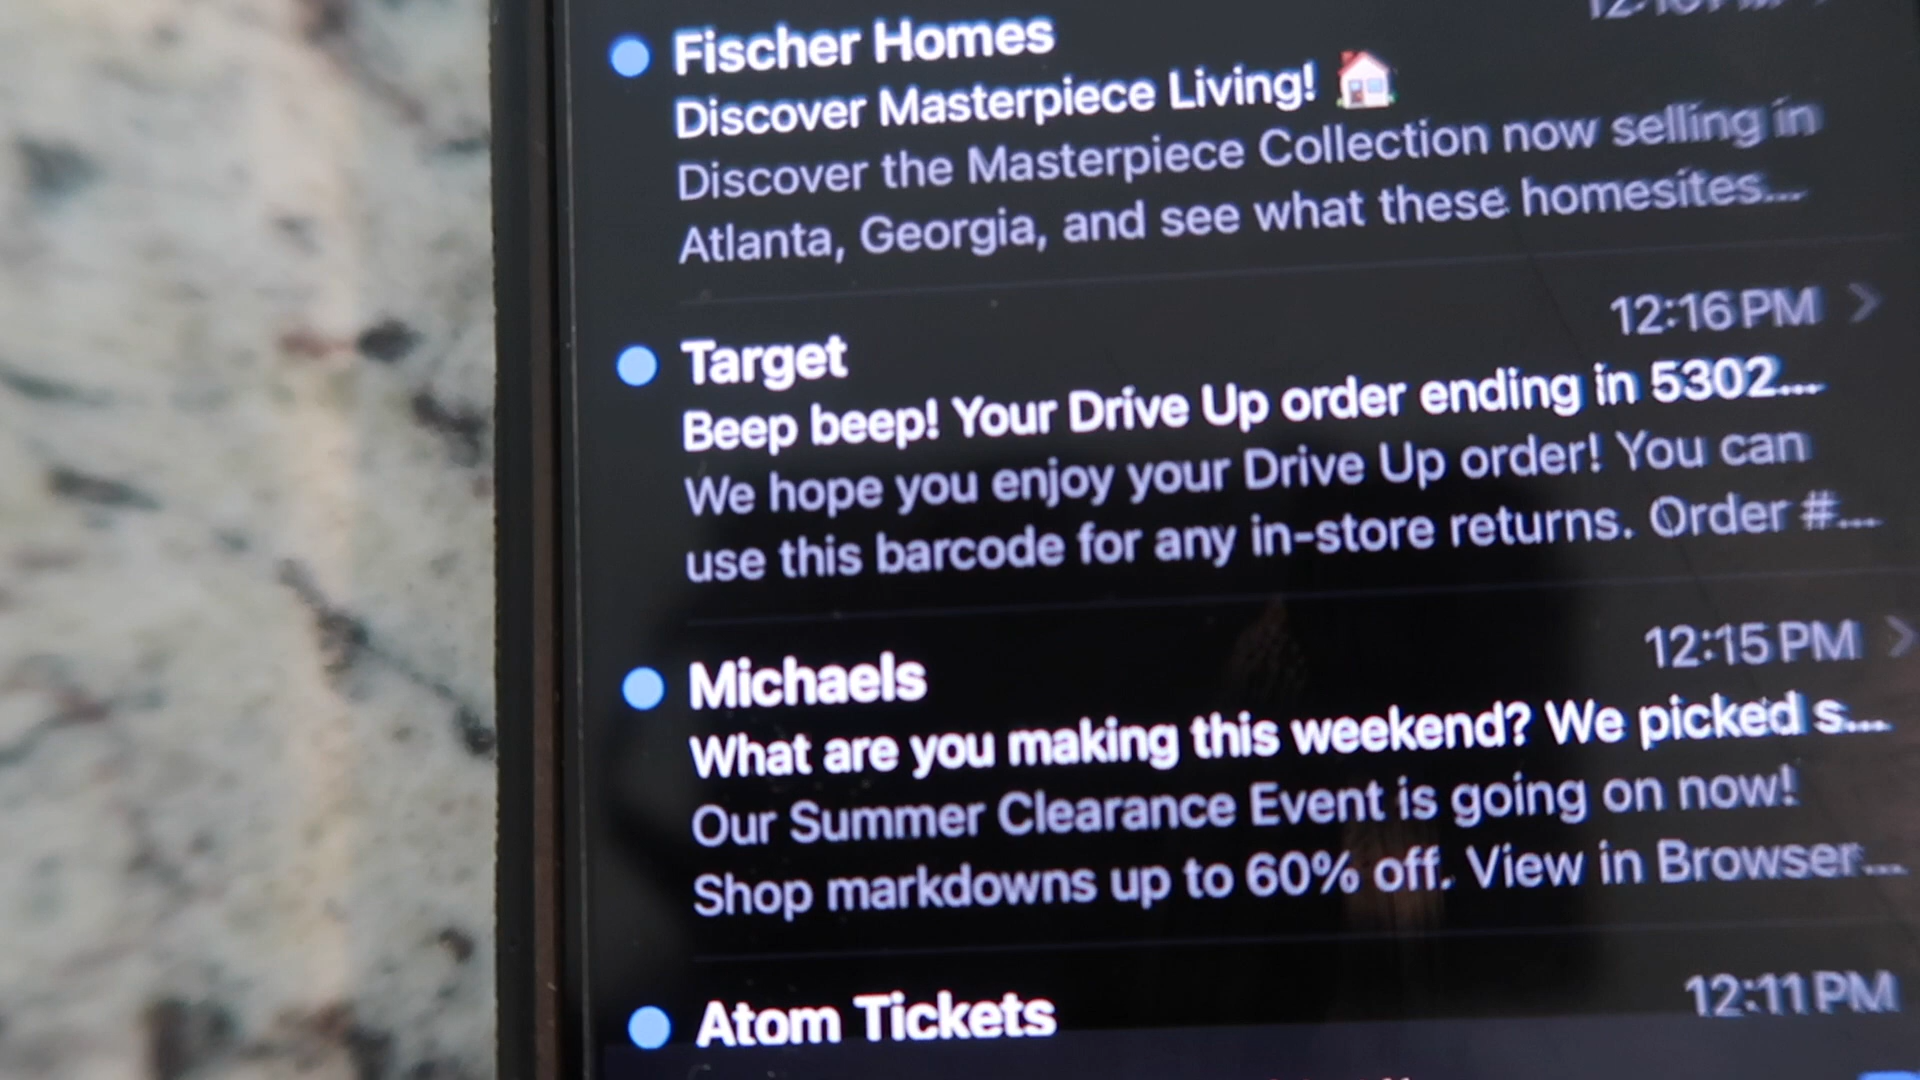 Fischer Homes
Discover Masterpiece Living!
Discover the Masterpiece Collection now selling in
Atlanta, Georgia, and see what these homesites...
12:16 PM
Target
Beep beep! Your Drive Up order ending in 5302...
We hope you enjoy your Drive Up order! You can
use this barcode for any in-store returns. Order #...
12:15 PM
Michaels
What are you making this weekend? We picked s...
Our Summer Clearance Event is going on now!
Shop markdowns up to 60% off. View in Browser...
12:11 PM
Atom Tickets